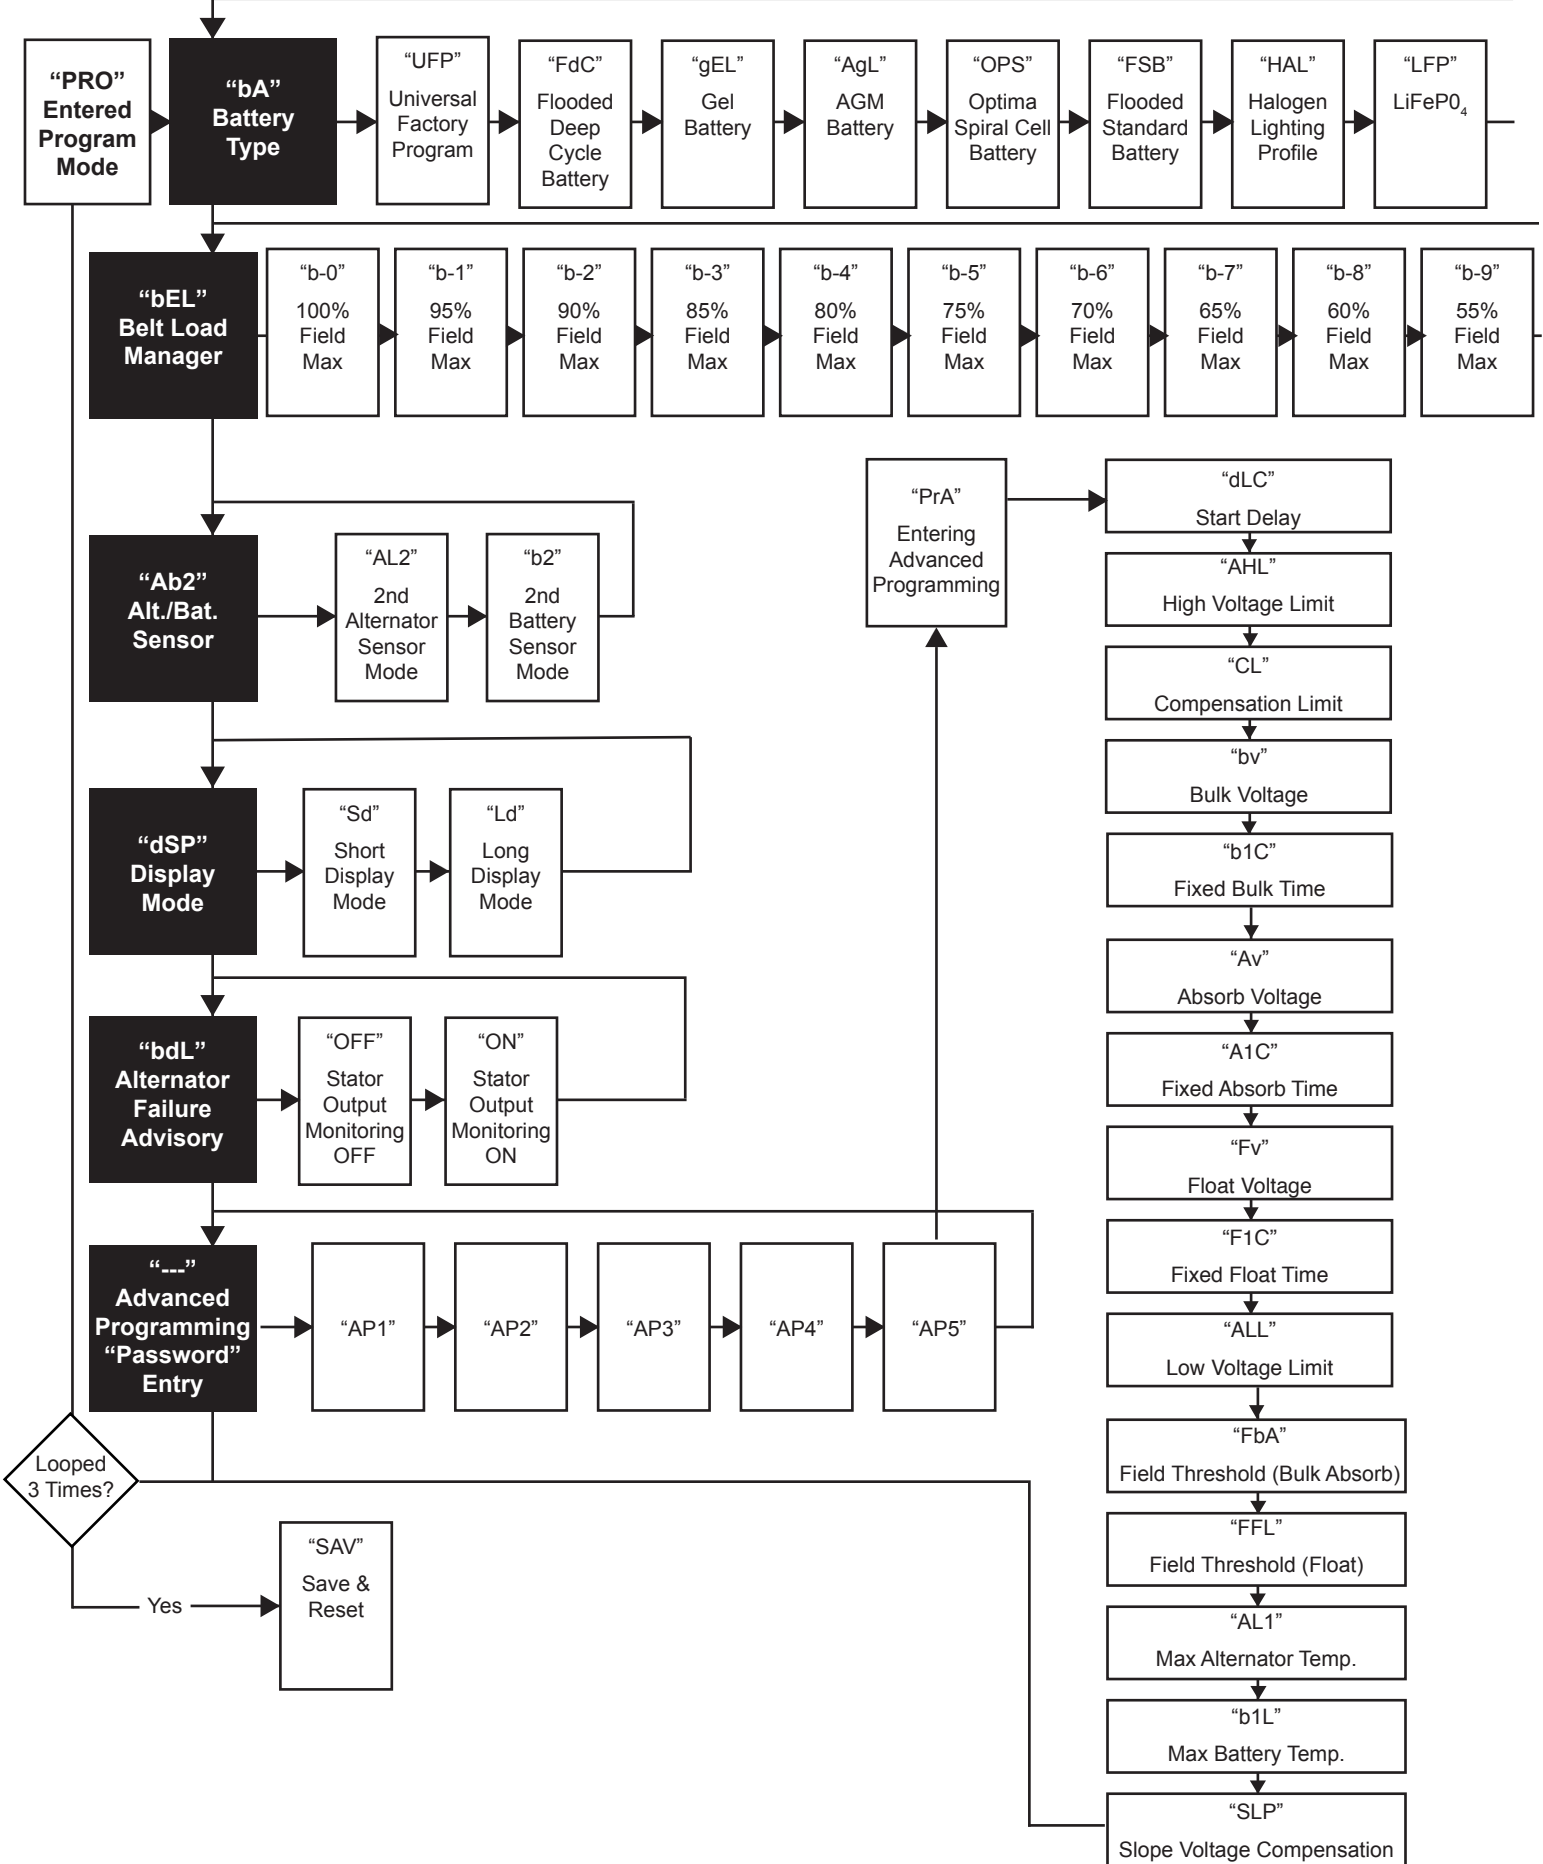 “PRO”
Entered
Program
Mode
“bA”
Battery
Type
“UFP”
Universal
Factory
Program
“FdC”
Flooded
Deep
Cycle
Battery
“gEL”
Gel
Battery
“AgL”
AGM
Battery
“OPS”
Optima
Spiral Cell
Battery
“FSB”
Flooded
Standard
Battery
“HAL”
Halogen
Lighting
Profile
“LFP”
LiFeP0₄
“bEL”
Belt Load
Manager
“b-0”
100%
Field
Max
“b-1”
95%
Field
Max
“b-2”
90%
Field
Max
“b-3”
85%
Field
Max
“b-4”
80%
Field
Max
“b-5”
75%
Field
Max
“b-6”
70%
Field
Max
“b-7”
65%
Field
Max
“b-8”
60%
Field
Max
“b-9”
55%
Field
Max
“Ab2”
Alt./Bat.
Sensor
“AL2”
2nd
Alternator
Sensor
Mode
“b2”
2nd
Battery
Sensor
Mode
“dSP”
Display
Mode
“Sd”
Short
Display
Mode
“Ld”
Long
Display
Mode
“bdL”
Alternator
Failure
Advisory
“OFF”
Stator
Output
Monitoring
OFF
“ON”
Stator
Output
Monitoring
ON
“---”
Advanced
Programming
“Password”
Entry
“AP1”
“AP2”
“AP3”
“AP4”
“AP5”
“PrA”
Entering
Advanced
Programming
“dLC”
Start Delay
“AHL”
High Voltage Limit
“CL”
Compensation Limit
“bv”
Bulk Voltage
“b1C”
Fixed Bulk Time
“Av”
Absorb Voltage
“A1C”
Fixed Absorb Time
“Fv”
Float Voltage
“F1C”
Fixed Float Time
“ALL”
Low Voltage Limit
“FbA”
Field Threshold (Bulk Absorb)
“FFL”
Field Threshold (Float)
“AL1”
Max Alternator Temp.
“b1L”
Max Battery Temp.
“SLP”
Slope Voltage Compensation
Looped
3 Times?
Yes
“SAV”
Save &
Reset